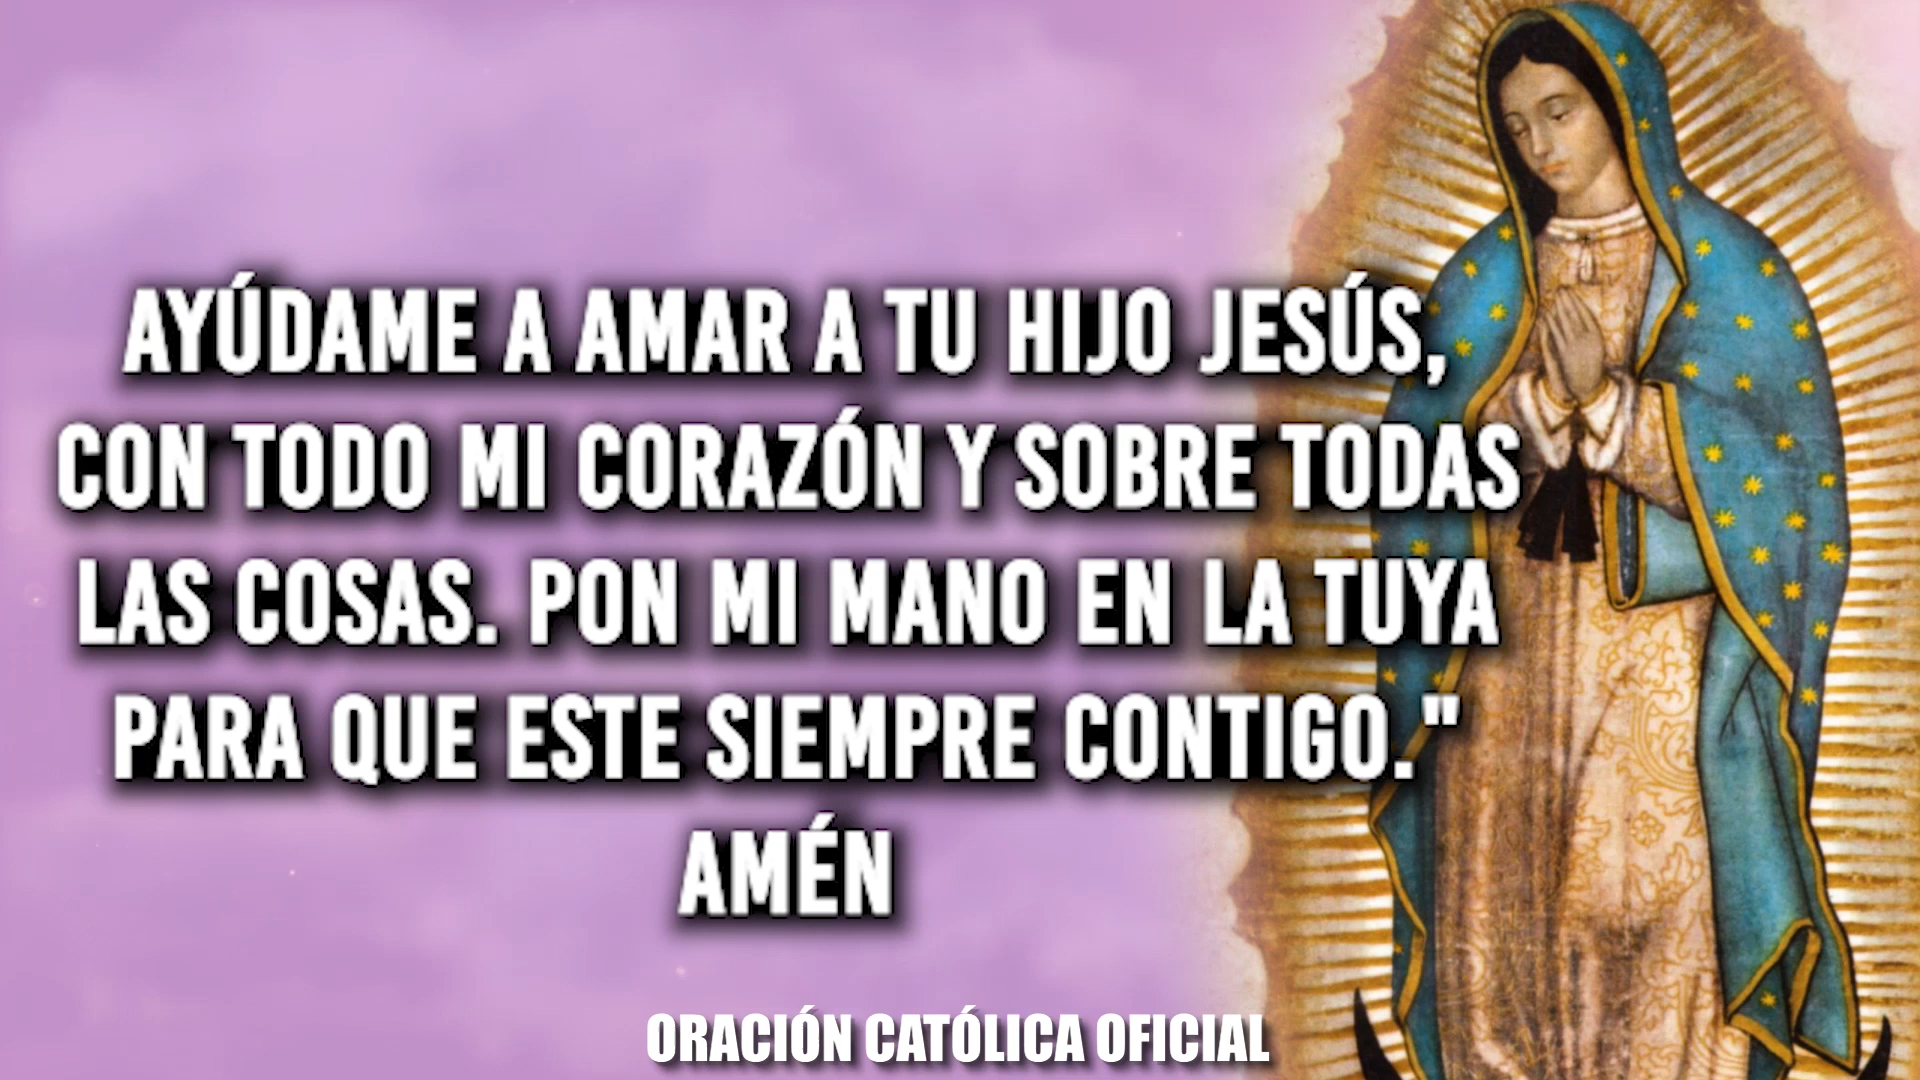 AYÚDAME A AMAR A TU HIJO JESÚS,
CON TODO MI CORAZÓN Y SOBRE TODAS
LAS COSAS. PON MI MANO EN LA TUYA
PARA QUE ESTE SIEMPRE CONTIGO."
AMÉN
ORACIÓN CATÓLICA OFICIAL